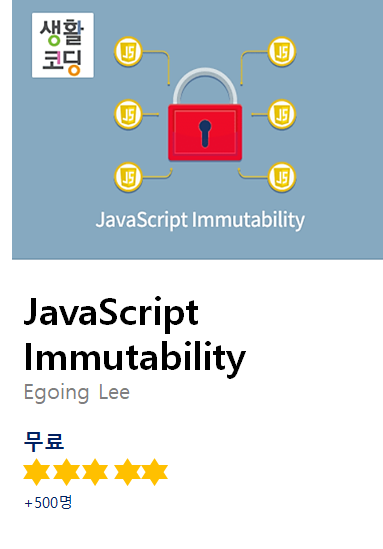 생활
코딩
JS JS
JS JS
JS JS
JavaScript Immutability
JavaScript
Immutability
Egoing Lee
무료
+500명